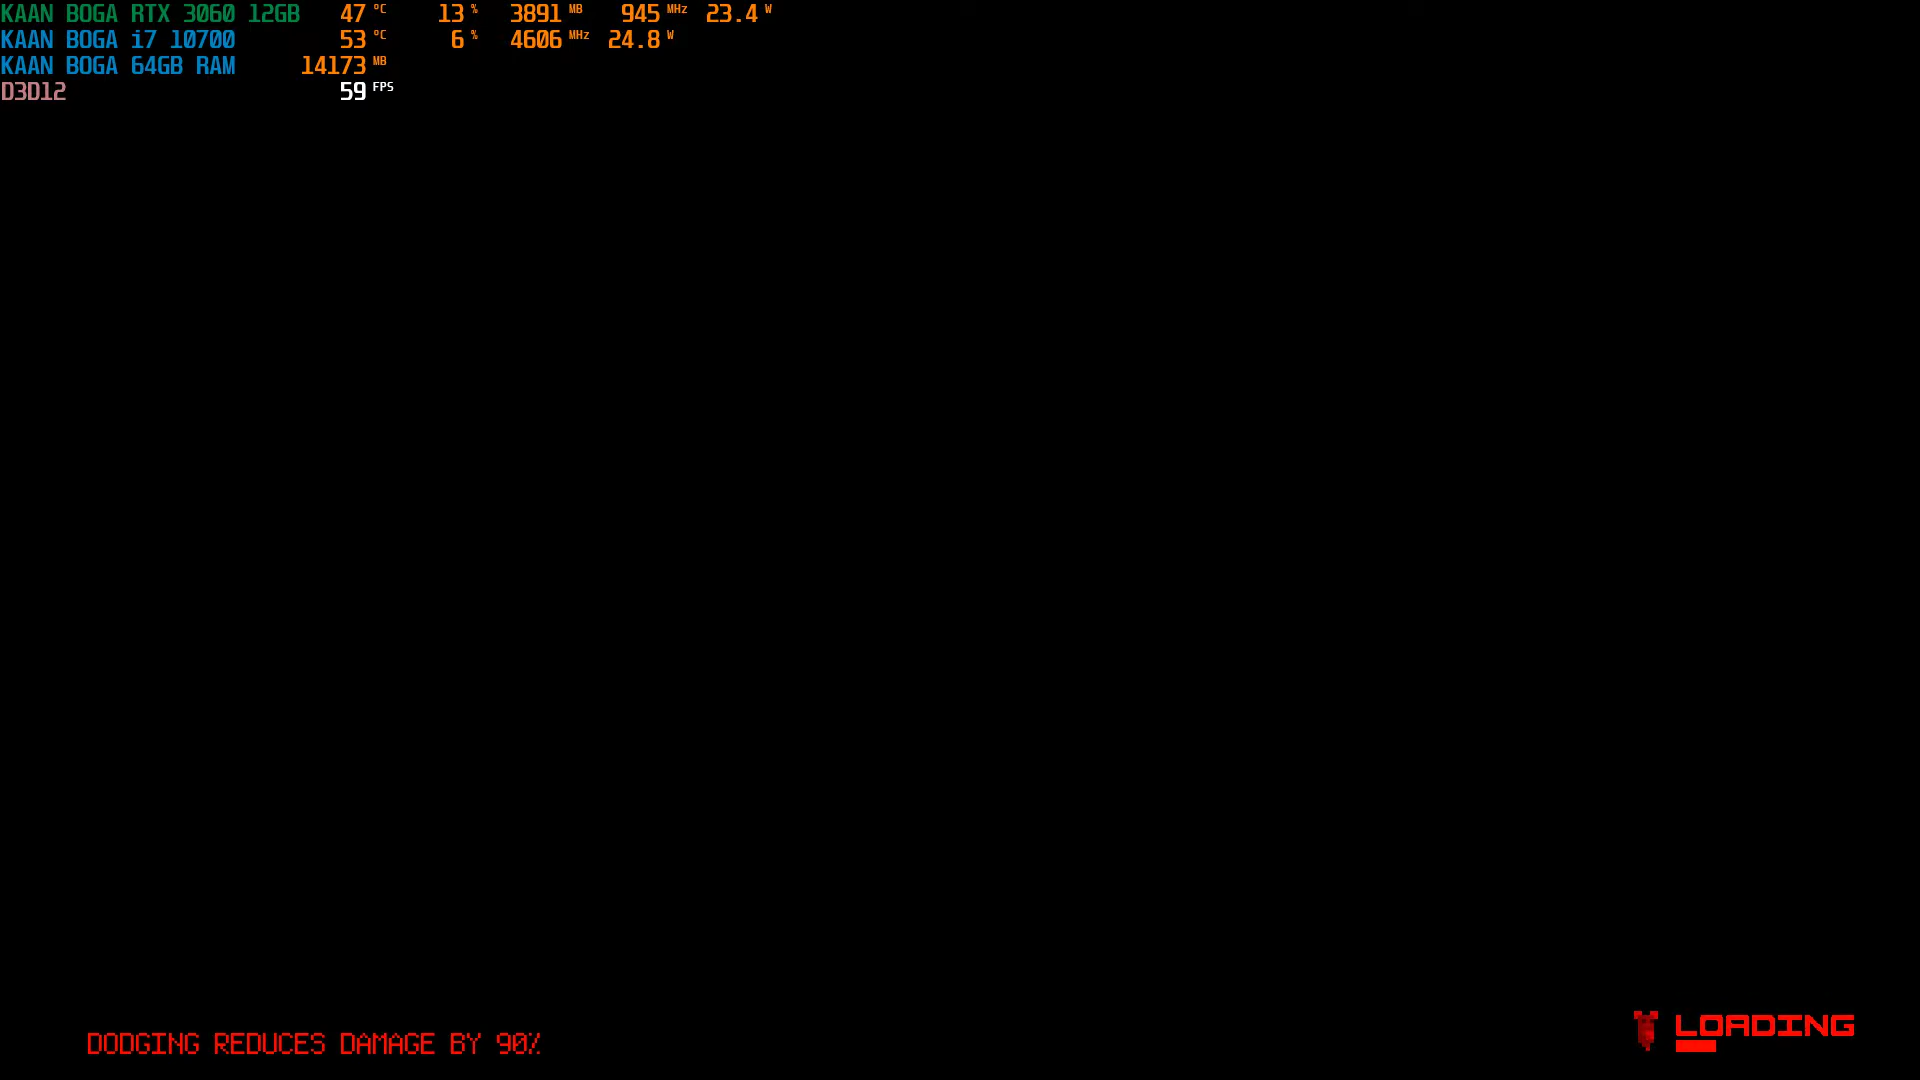 KAAN BOGA RTX 3060 12GB 47 °C 13 % 3891 MB 945 MHz 23.4 W
KAAN BOGA i7 10700 53 °C 6 % 4606 MHz 24.8 W
KAAN BOGA 64GB RAM 14173 MB
D3D12 59 FPS
DODGING REDUCES DAMAGE BY 90%
LOADING